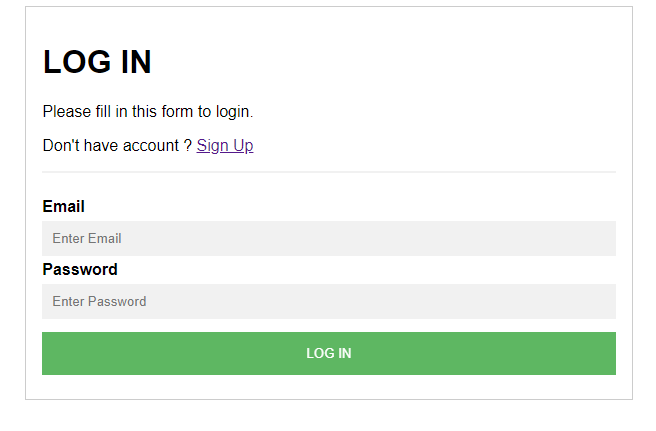 LOG IN
Please fill in this form to login.
Don't have account ? Sign Up
Email
Enter Email
Password
Enter Password
LOG IN